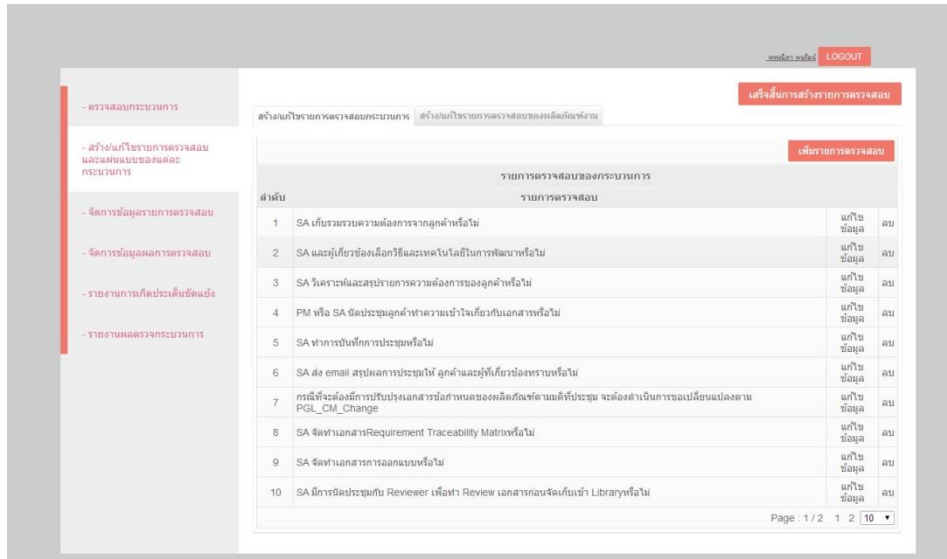 LOGOUT
เสร็จสิ้นการสร้างรายการตรวจสอบ
- ตรวจสอบกระบวนการ
- สร้าง/แก้ไขรายการตรวจสอบ
และแผ่นแบบของแต่ละ
กระบวนการ
- จัดการข้อมูลรายการตรวจสอบ
- จัดการข้อมูลผลการตรวจสอบ
- รายงานการเกิดประเด็นขัดแย้ง
- รายงานผลตรวจกระบวนการ
สร้าง/แก้ไขรายการตรวจสอบกระบวนการ สร้าง/แก้ไขรายการตรวจสอบของผลิตภัณฑ์งาน
เพิ่มรายการตรวจสอบ
รายการตรวจสอบของกระบวนการ
ลำดับ รายการตรวจสอบ
1 SA เก็บรวมรวบความต้องการจากลูกค้าหรือไม่ แก้ไข
ข้อมูล ลบ
2 SA และผู้เกี่ยวข้องเลือกวิธีและเทคโนโลยีในการพัฒนาหรือไม่ แก้ไข
ข้อมูล ลบ
3 SA วิเคราะห์และสรุปรายการความต้องการของลูกค้าหรือไม่ แก้ไข
ข้อมูล ลบ
4 PM หรือ SA นัดประชุมลูกค้าทำความเข้าใจเกี่ยวกับเอกสารหรือไม่ แก้ไข
ข้อมูล ลบ
5 SA ทำการบันทึกการประชุมหรือไม่ แก้ไข
ข้อมูล ลบ
6 SA ส่ง email สรุปผลการประชุมให้ ลูกค้าและผู้ที่เกี่ยวข้องทราบหรือไม่ แก้ไข
ข้อมูล ลบ
7 กรณีที่จะต้องมีการปรับปรุงเอกสารข้อกำหนดของผลิตภัณฑ์ตามมติที่ประชุม จะต้องดำเนินการขอเปลี่ยนแปลงตาม
PGL_CM_Change แก้ไข
ข้อมูล ลบ
8 SA จัดทำเอกสารRequirement Traceability Matrixหรือไม่ แก้ไข
ข้อมูล ลบ
9 SA จัดทำเอกสารการออกแบบหรือไม่ แก้ไข
ข้อมูล ลบ
10 SA มีการนัดประชุมกับ Reviewer เพื่อทำ Review เอกสารก่อนจัดเก็บเข้า Libraryหรือไม่ แก้ไข
ข้อมูล ลบ
Page : 1 / 2 1 2 10